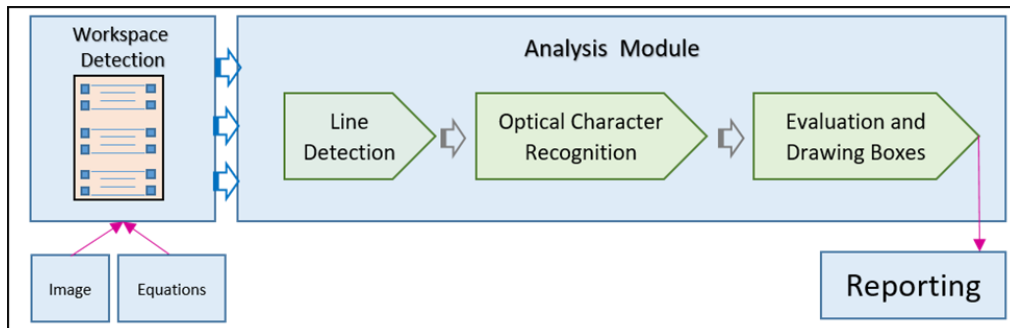 Workspace
Detection
Analysis Module
Line
Detection
Optical Character
Recognition
Evaluation and
Drawing Boxes
Image
Equations
Reporting